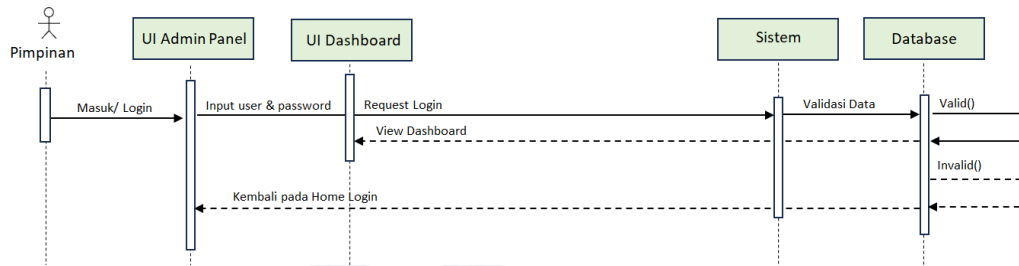 Pimpinan
UI Admin Panel
UI Dashboard
Sistem
Database
Masuk/ Login
Input user & password
Request Login
Validasi Data
Valid()
View Dashboard
Invalid()
Kembali pada Home Login